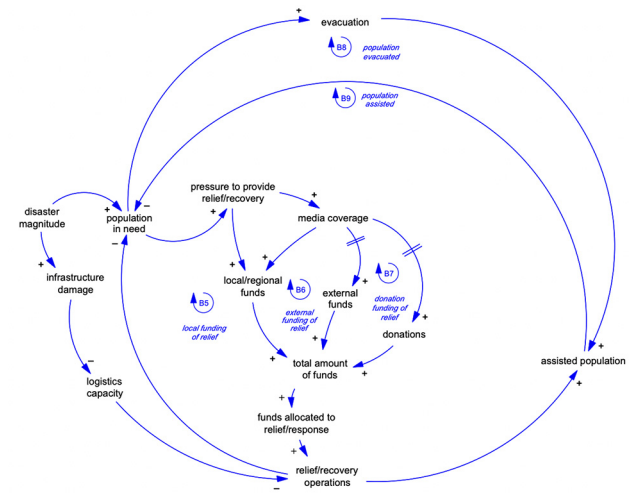 +
evacuation
B8
population
evacuated
B9
population
assisted
pressure to provide
relief/recovery
+
disaster
magnitude
+
–
population
in need
+
–
media coverage
+
infrastructure
damage
+
local/regional
funds
+
B5
local funding
of relief
B6
external
funding of
relief
+
external
funds
B7
donation
funding of
relief
+
donations
+
+
+
total amount
of funds
+
+
assisted population
+
–
logistics
capacity
+
funds allocated to
relief/response
+
relief/recovery
operations
–